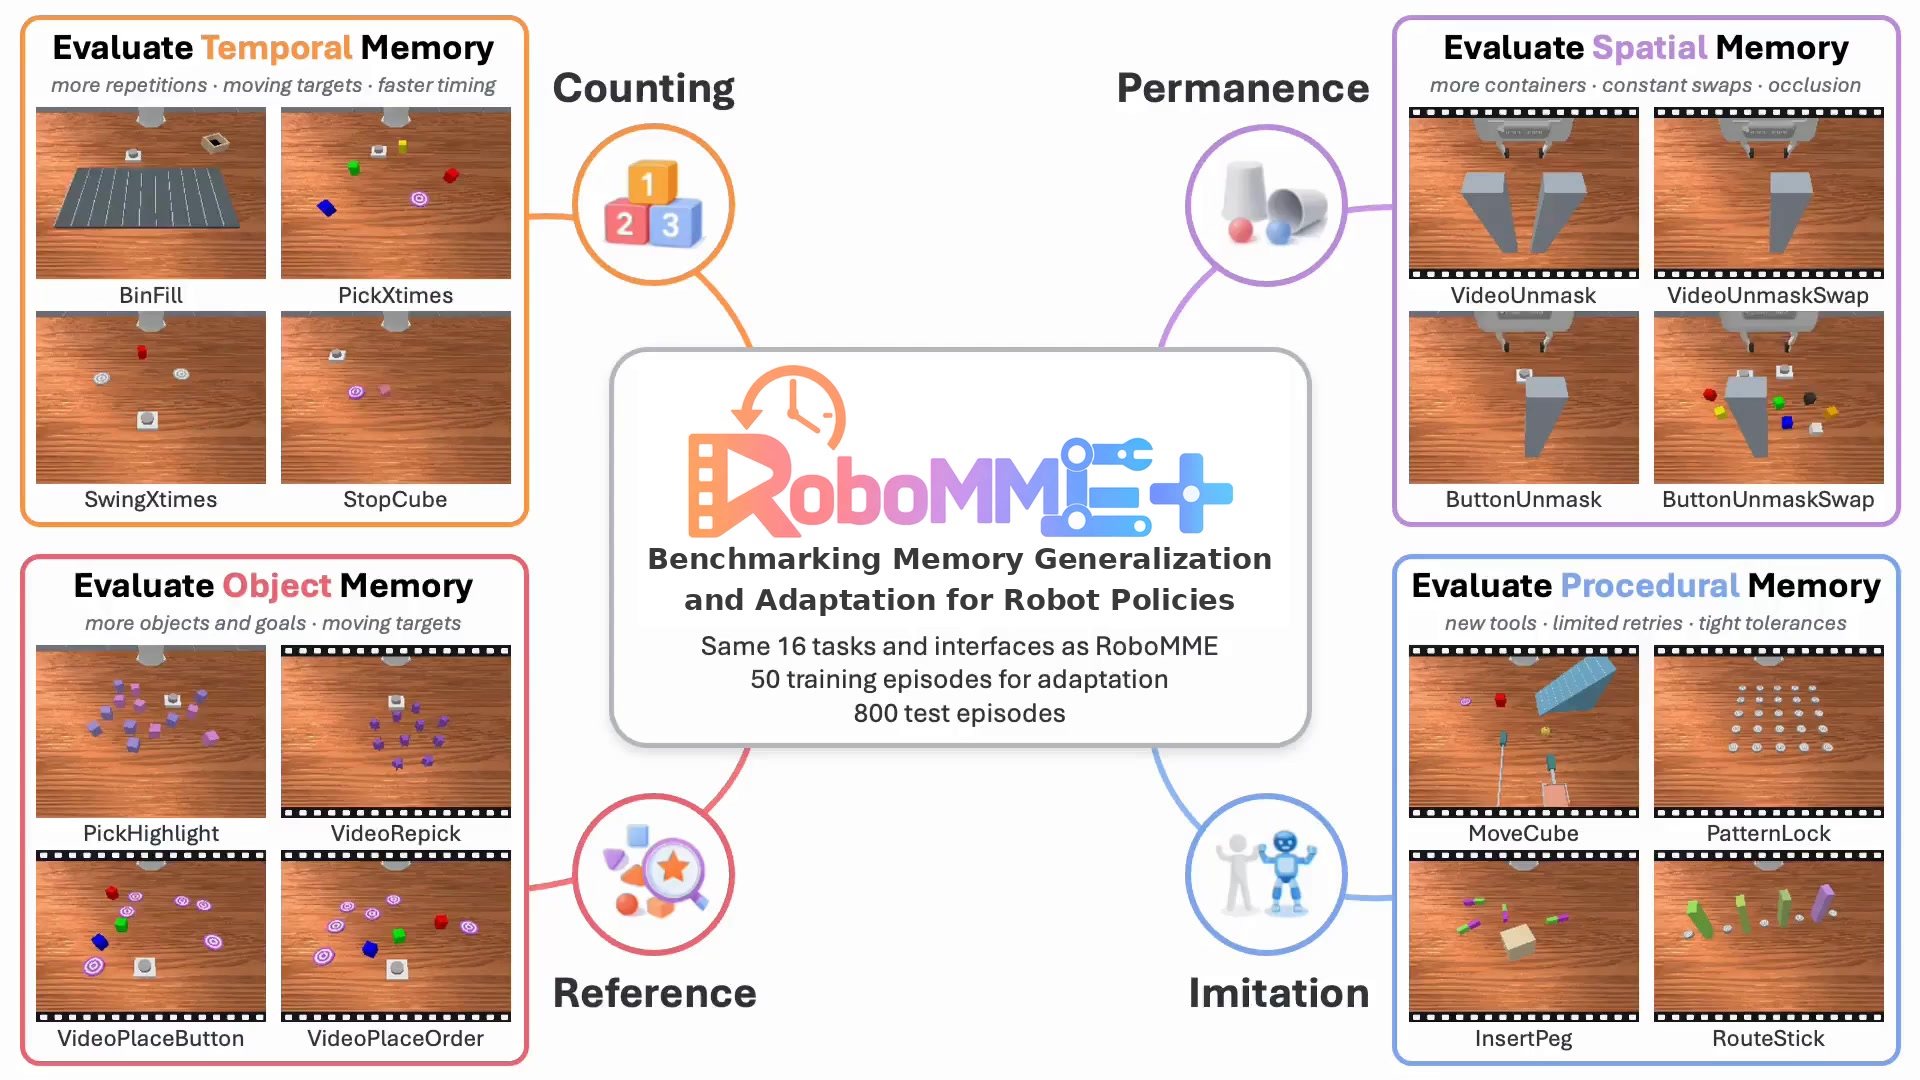 Evaluate Temporal Memory
more repetitions · moving targets · faster timing
BinFill
PickXtimes
SwingXtimes
StopCube
Counting
1
2
3
Permanence
Evaluate Spatial Memory
more containers · constant swaps · occlusion
VideoUnmask
VideoUnmaskSwap
ButtonUnmask
ButtonUnmaskSwap
RoboMME+
Benchmarking Memory Generalization
and Adaptation for Robot Policies
Same 16 tasks and interfaces as RoboMME
50 training episodes for adaptation
800 test episodes
Evaluate Object Memory
more objects and goals · moving targets
PickHighlight
VideoRepick
VideoPlaceButton
VideoPlaceOrder
Reference
Imitation
Evaluate Procedural Memory
new tools · limited retries · tight tolerances
MoveCube
PatternLock
InsertPeg
RouteStick